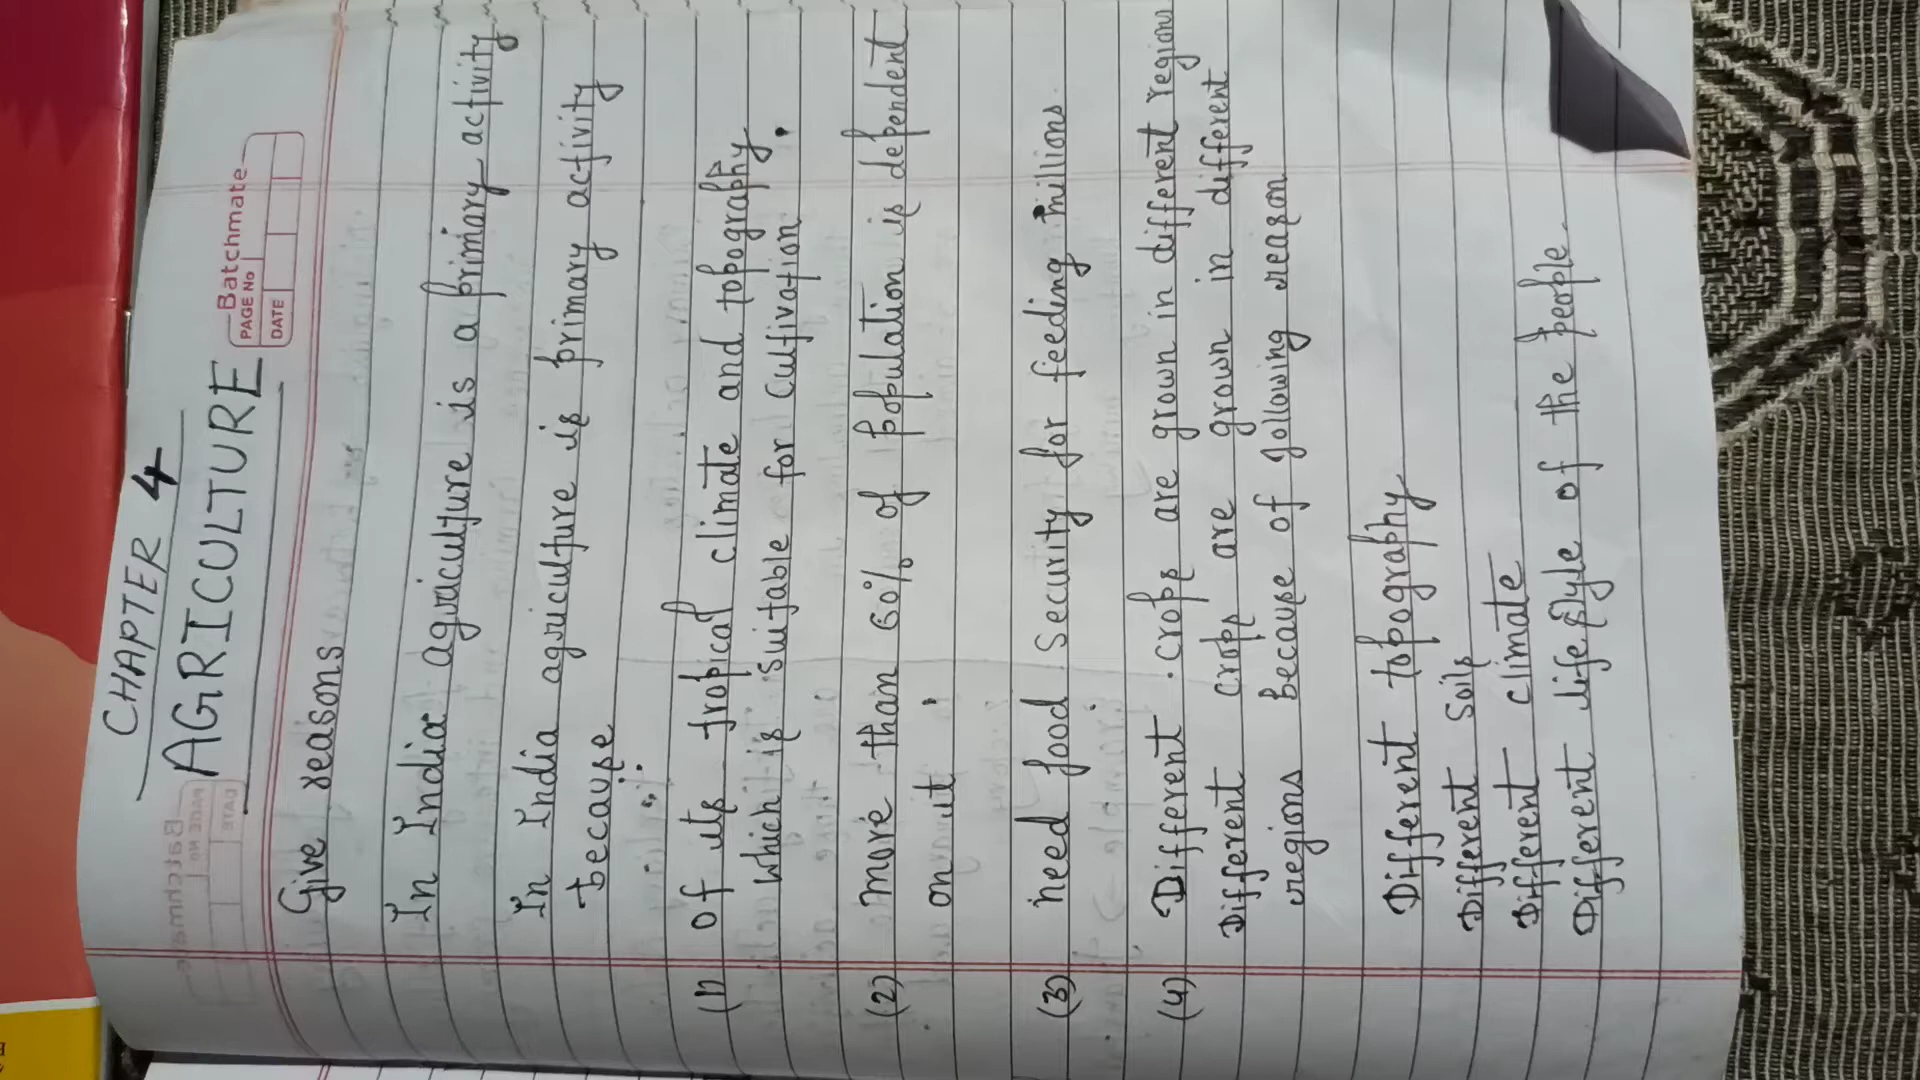 CHAPTER 4
AGRICULTURE
Batchmate
PAGE No
DATE
Give reasons
In India agriculture is a primary activity
In India agriculture is primary activity
because
(1) of its tropical climate and topography
which is suitable for cultivation.
(2) more than 60% of population is dependent
on it.
(3) need food security for feeding millions.
(4) Different crops are grown in different regions
Different crops are grown in different
regions because of following reason
Different topography
Different soils
Different climate
Different life style of the people.